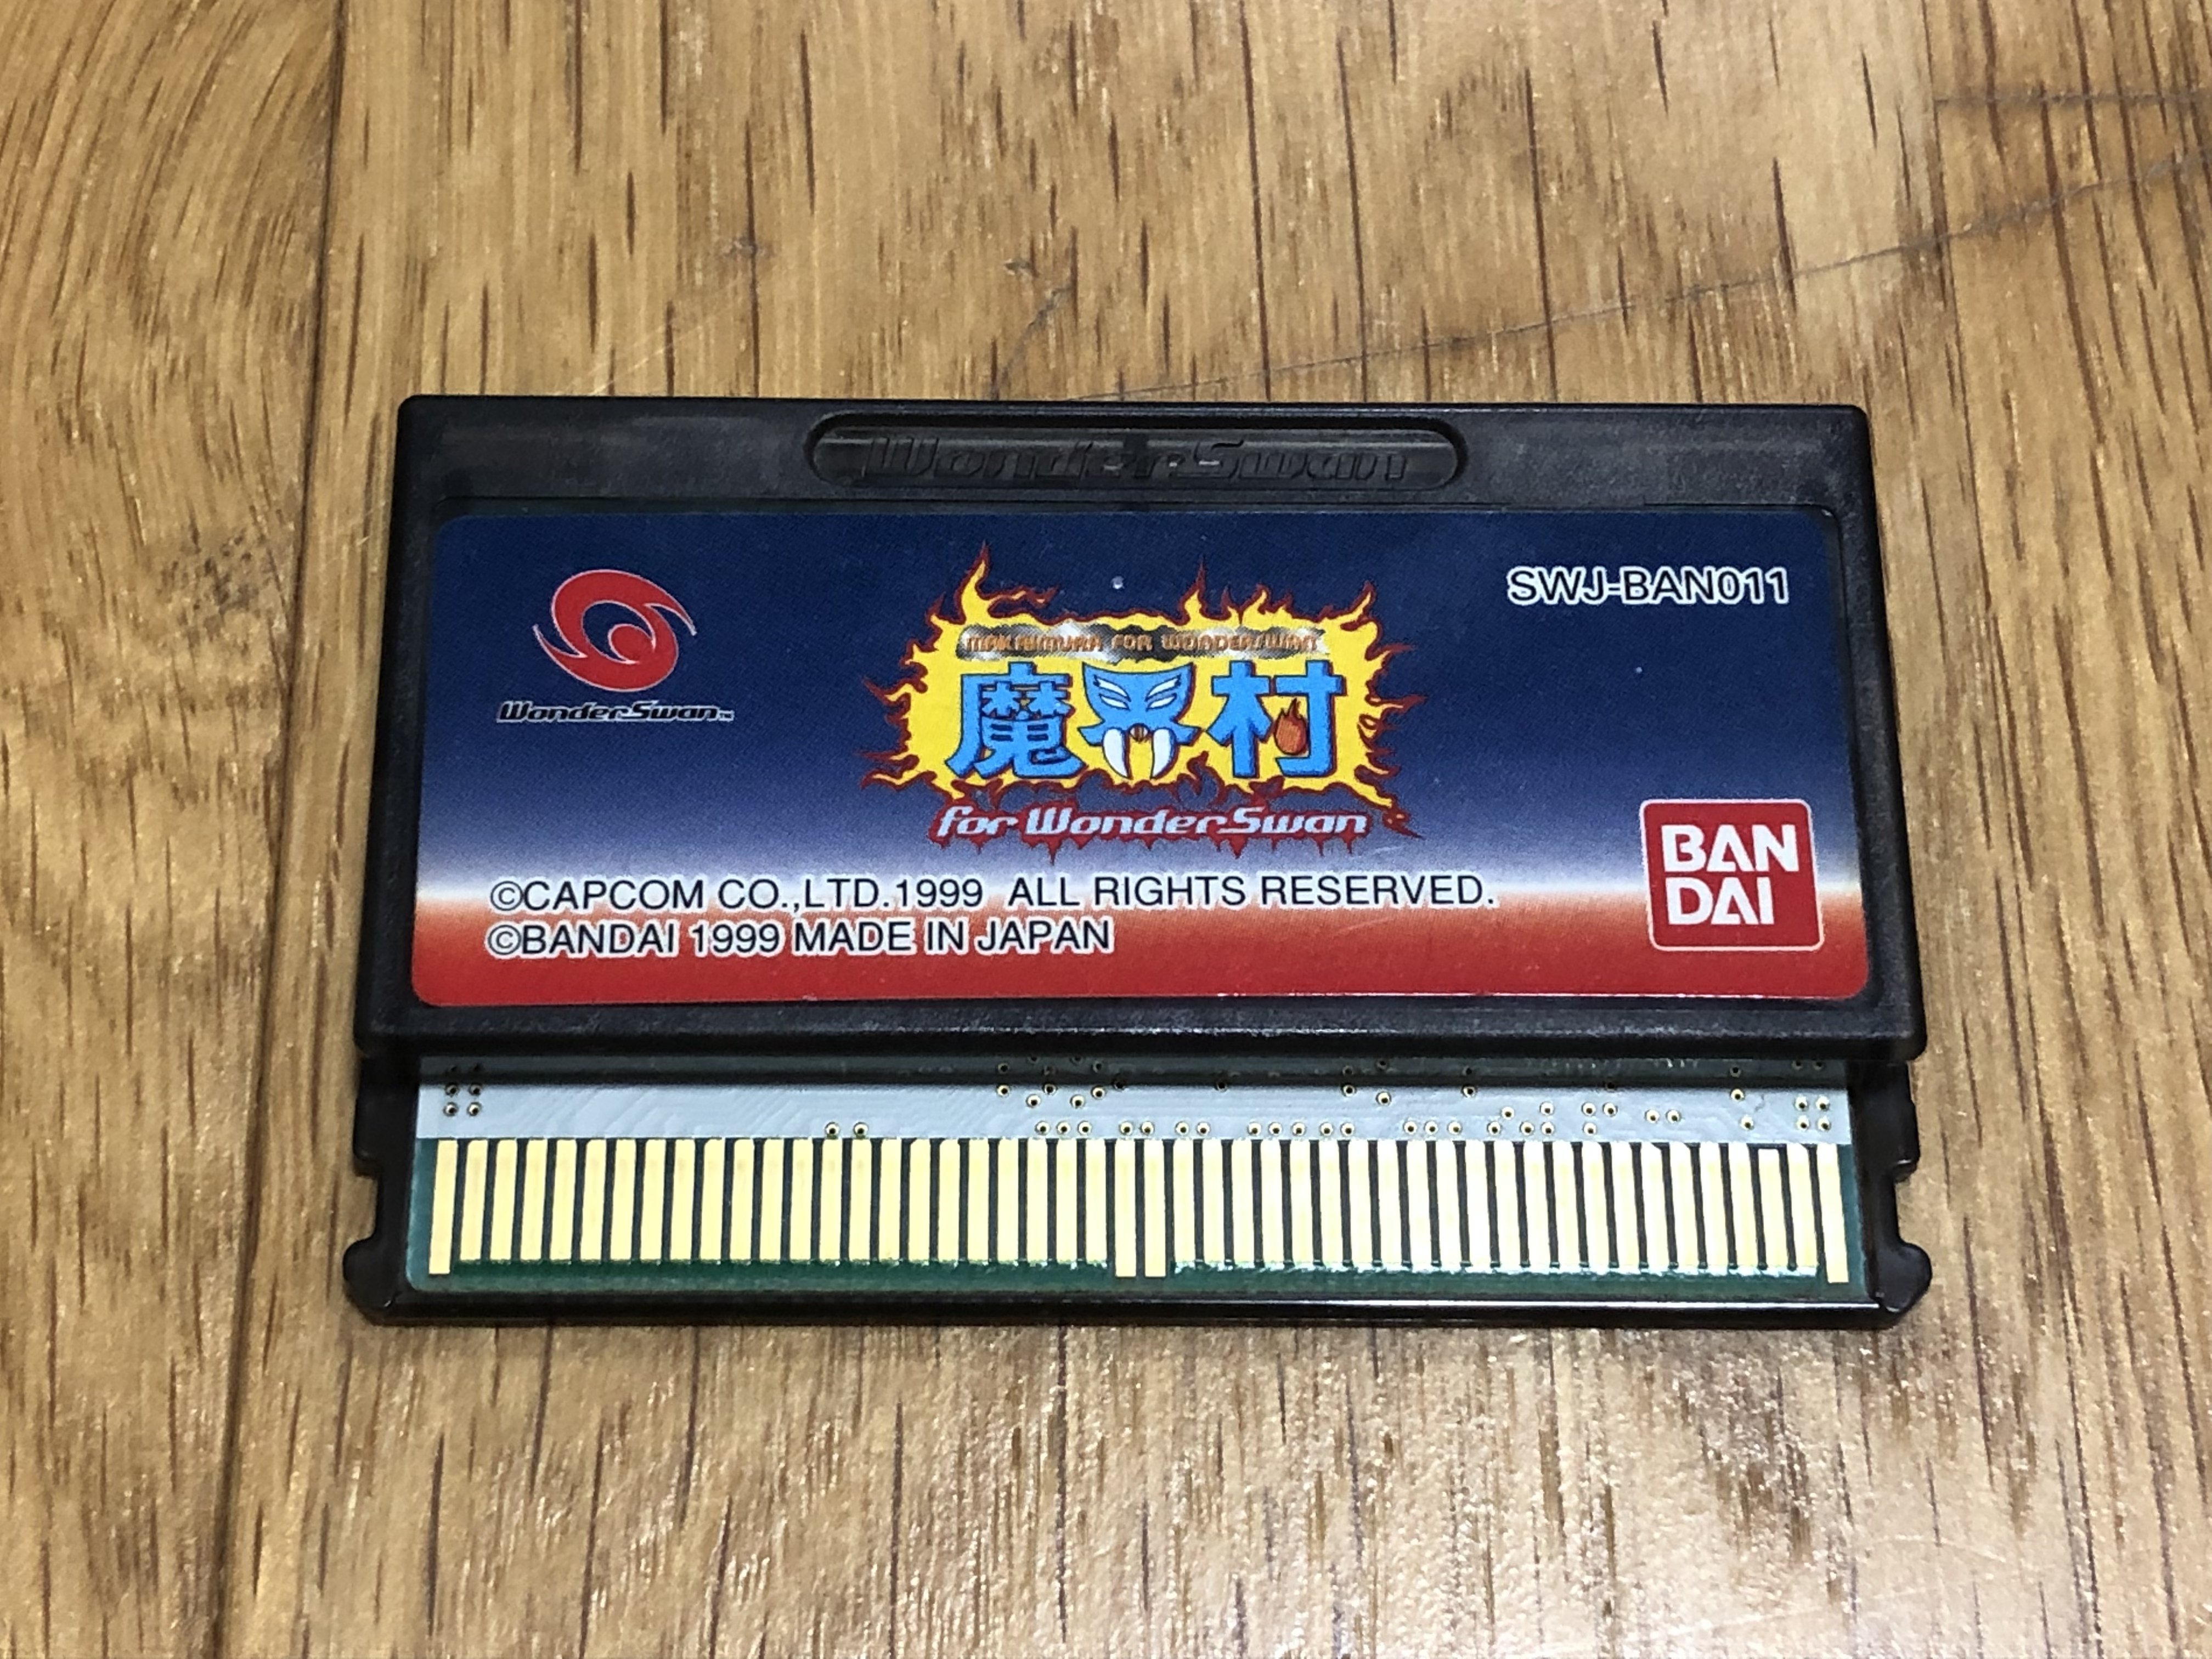 WonderSwan
SWJ-BAN011
WonderSwan™
MAKAIMURA FOR WONDERSWAN
魔界村
for WonderSwan
BAN
DAI
©CAPCOM CO.,LTD.1999 ALL RIGHTS RESERVED.
©BANDAI 1999 MADE IN JAPAN